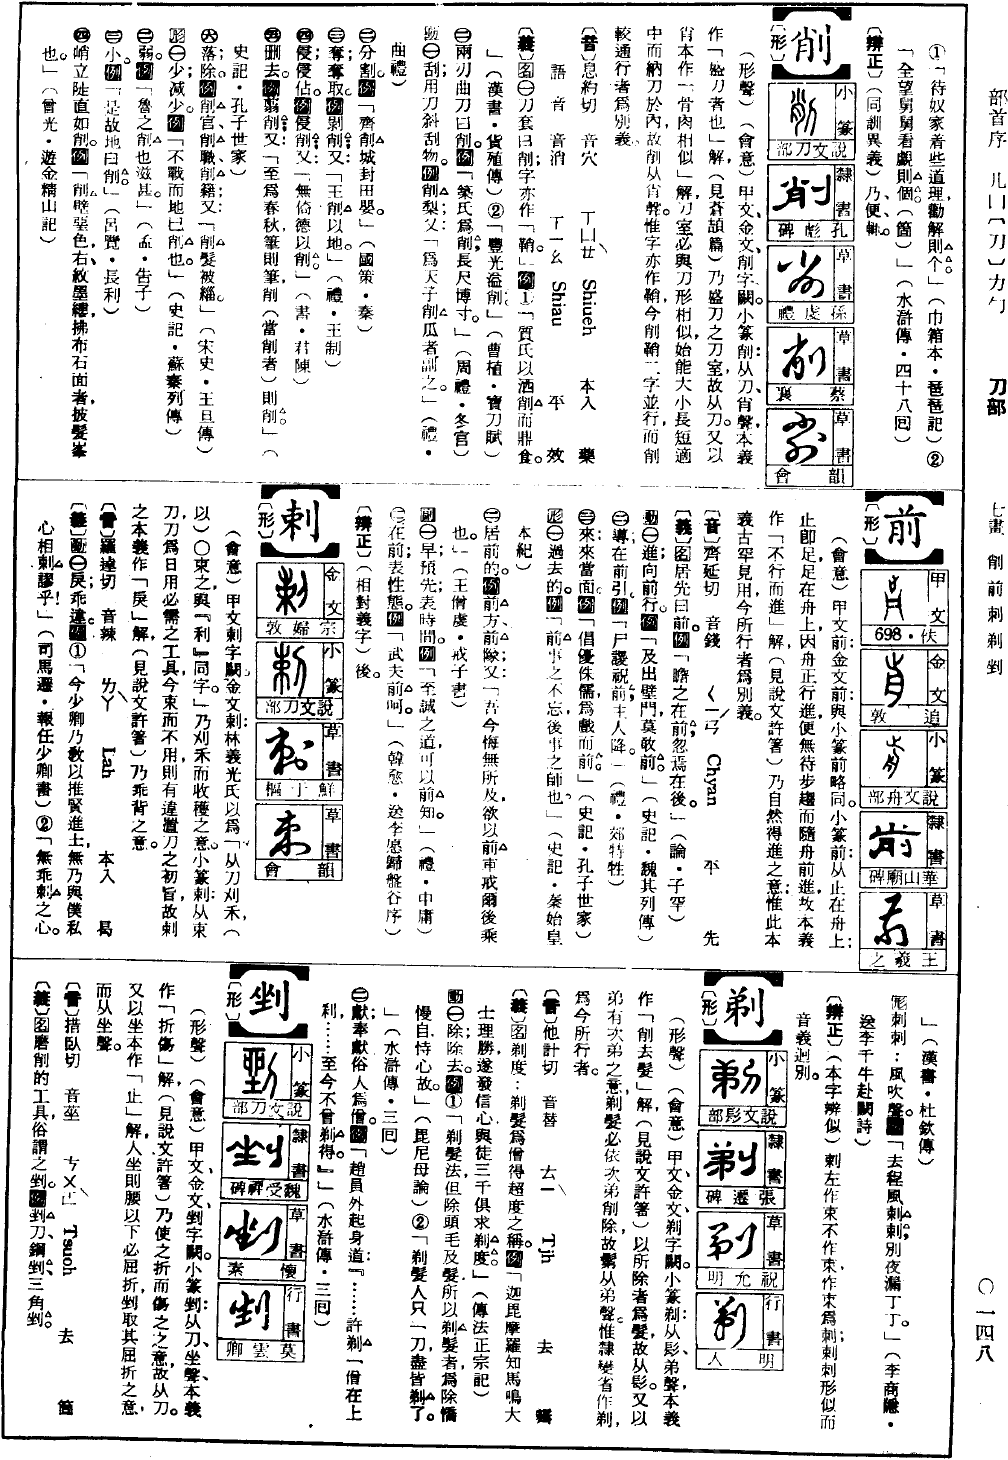 部首序 儿囗冖刀〕力勹 刀部 七畫 削前剌剃剉 〇一四八
①「待奴家着些道理勸解則个」（巾箱本・琵琶記）②
「全望舅舅看覷則個。（箇）」（水滸傳・四十八囘）
〔辨正〕（同訓異義）乃、便、輒。
削
〔形〕
小篆 說文刀部
隸書 孔彪碑
草書 孫虔禮
草書 蔡襄
草書 韻會
（形聲）（會意）甲文、金文、削字闕。小篆削：从刀、肖聲，本義
作「盛刀者也」解，（見蒼頡篇）乃盛刀之刀室，故从刀。又以
肖本作「骨肉相似」解，刀室必與刀形相似，始能大小長短適
中而納刀於內，故削从肖聲。惟字亦作鞘，今削鞘二字並行，而削
較通行者爲別義。
〔音〕息約切 音穴 ㄒㄩㄝˋ Shiueh 本入 藥
語音 音消 ㄒㄧㄠ Shiau 平 效
〔義〕名㊀刀套曰削，字亦作「鞘」。例①「質氏以洒削而鼎食。
」（漢書・貨殖傳）②「豐光溢削。」（曹植・寶刀賦）
㊁兩刃曲刀曰削。例「築氏爲削，長尺博寸。」（周禮・冬官）
動㊀刮；用刀斜刮物。例削梨；又「爲天子削瓜者副之。」（禮・
曲禮）
㊁分割。例「齊削城封田嬰。」（國策・秦）
㊂奪；奪取。例剝削；又「王削以地。」（禮・王制）
㊃侵；侵佔。例侵削；又「無倚德以削。」（書・君陳）
㊄删去。例翦削；又「至爲春秋，筆則筆，削（當削者）則削。」（
史記・孔子世家）
㊅落；除。例削官、削職、削籍；又「削髮被緇。」（宋史・王旦傳）
形㊀少；減少。例「不戰而地已削也。」（史記・蘇秦列傳）
㊁弱。例「魯之削也滋甚。」（孟・告子）
㊂小。例「是故地曰削。」（呂覽・長利）
㊃峭立陡直如削。例「削壁堊色，右紋墨縷，拂布石面者，披髮峯
也。」（曾光・遊金精山記）
前
〔形〕
甲文 佚・698
金文 追敦
小篆 說文舟部
隸書 華山廟碑
草書 王羲之
（會意）甲文前、金文前、與小篆前略同。小篆前：从止在舟上；
止卽足，足在舟上，因舟正行進，便無待步趨而隨舟前進，故本義
作「不行而進」解，（見說文許箸）乃自然得進之意；惟此本
義古罕見用，今所行者爲別義。
〔音〕齊延切 音錢 ㄑㄧㄢˊ Chyan 平 先
〔義〕名居先曰前。例「瞻之在前，忽焉在後。」（論・子罕）
動㊀進；向前行。例「及出壁門，莫敢前。」（史記・魏其列傳）
㊁導；在前引。例「尸謖，祝前，主人降。」（禮・郊特牲）
㊂來；來當面。例「倡優侏儒，爲戲而前。」（史記・孔子世家）
形㊀過去的。例「前事之不忘，後事之師也。」（史記・秦始皇
本紀）
㊁居前的。例前方、前隊；又「吾今悔無所及，欲以前車戒爾後乘
也。」（王僧虔・戒子書）
副㊀早；預先，表時間。例「至誠之道，可以前知。」（禮・中庸）
㊁在前，表性態。例「武夫前呵。」（韓愈・送李愿歸盤谷序）
〔辨正〕（相對義字）後。
剌
〔形〕
金文 宗婦敦
小篆 說文刀部
草書 鮮于樞
草書 韻會
（會意）甲文剌字闕，金文剌：林義光氏以爲「从刀刈禾，（
以）〇束之，與『利』同字。」乃刈禾而收穫之意。小篆剌：从束
刀，刀爲日用必需之工具，今束而不用，則有違置刀之初旨，故剌
之本義作「戾」解，（見說文許箸）乃乖背之意。
〔音〕羅達切 音辣 ㄌㄚˋ Lah 本入 曷
〔義〕動㊀戾；乖違。例①「今少卿乃敎以推賢進士，無乃與僕私
心相剌謬乎！」（司馬遷・報任少卿書）②「無乖剌之心。
」（漢書・杜欽傳）
形剌剌：風吹聲。例「去程風剌剌，別夜漏丁丁。」（李商隱・
送李千牛赴闕詩）
〔辨正〕（本字辨似）剌左作束不作朿，作朿爲刺；剌刺形似而
音義迥別。
剃
〔形〕
小篆 說文髟部
隸書 張遷碑
草書 祝允明
行書 明人
（形聲）（會意）甲文、金文、剃字闕。小篆剃：从髟、弟聲，本義
作「削去髮」解，（見說文許箸）以所除者爲髮，故从髟。又以
弟有次弟之意，剃髮必依次弟削除，故鬀从弟聲。惟隸變省作剃，
爲今所行者。
〔音〕他計切 音替 ㄊㄧˋ Tjih 去 霽
〔義〕名剃度：剃髮爲僧得超度之稱。例「迦毘摩羅知馬鳴大
士理勝，遂發信心，與徒三千俱求剃度。」（傳法正宗記）
動㊀除；除去。例①「剃髮法但除頭毛及髮，所以剃髮者，爲除憍
慢自恃心故。」（毘尼母論）②「剃髮人只一刀，盡皆剃了。
」（水滸傳・三囘）
㊁獻；奉獻俗人爲僧。例「趙員外起身道：『……許剃一僧在上
利；……至今不曾剃得。』」（水滸傳・三囘）
剉
〔形〕
小篆 說文刀部
隸書 魏受禪碑
草書 懷素
行書 莫雲卿
（形聲）（會意）甲文、金文、剉字闕。小篆剉：从刀、坐聲，本義
作「折傷」解，（見說文許箸）乃使之折而傷之之意，故从刀。
又以坐本作「止」解，人坐則腰以下必屈折，剉取其屈折之意，
而从坐聲。
〔音〕措臥切 音莝 ㄘㄨㄛˋ Tsuoh 去 箇
〔義〕名磨削的工具，俗謂之剉。例剉刀、鋼剉、三角剉。